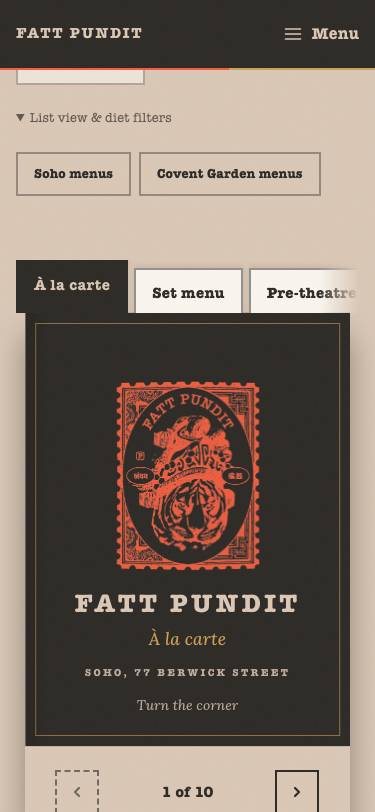 FATT PUNDIT
Menu
List view & diet filters
Soho menus
Covent Garden menus
À la carte
Set menu
Pre-theatre
FATT PUNDIT
FATT PUNDIT
À la carte
SOHO, 77 BERWICK STREET
Turn the corner
1 of 10